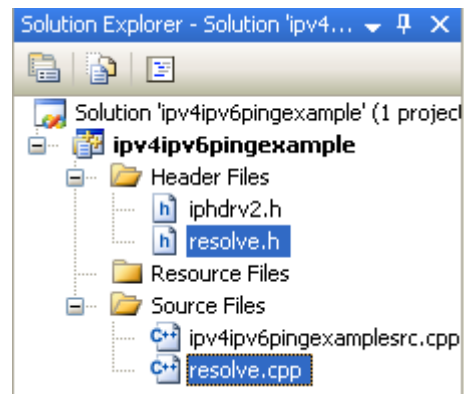 Solution Explorer - Solution 'ipv4...
Solution 'ipv4ipv6pingexample' (1 project
ipv4ipv6pingexample
Header Files
h iphdrv2.h
h resolve.h
Resource Files
Source Files
C++ ipv4ipv6pingexamplesrc.cpp
C++ resolve.cpp